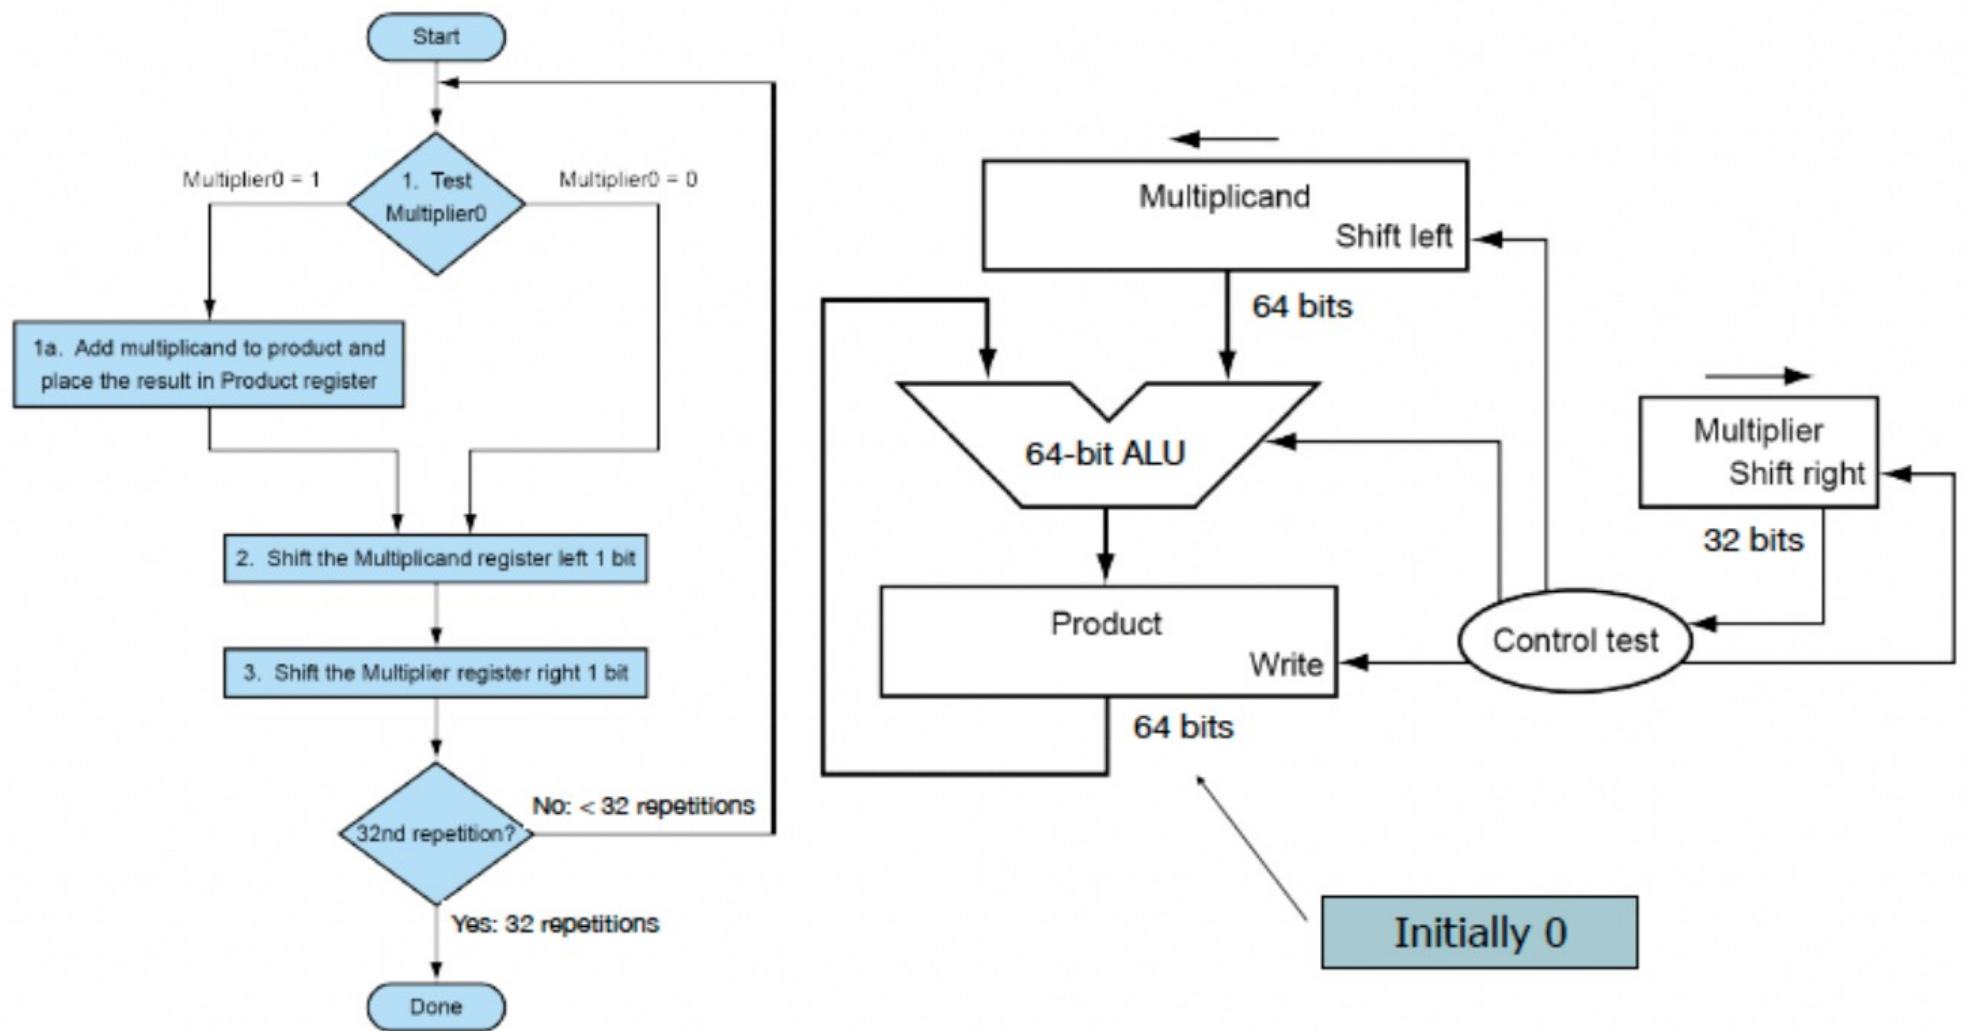 Start
Multiplier0 = 1
1. Test
Multiplier0
Multiplier0 = 0
1a. Add multiplicand to product and
place the result in Product register
2. Shift the Multiplicand register left 1 bit
3. Shift the Multiplier register right 1 bit
32nd repetition?
No: < 32 repetitions
Yes: 32 repetitions
Done
Multiplicand
Shift left
64 bits
64-bit ALU
Multiplier
Shift right
32 bits
Product
Write
Control test
64 bits
Initially 0